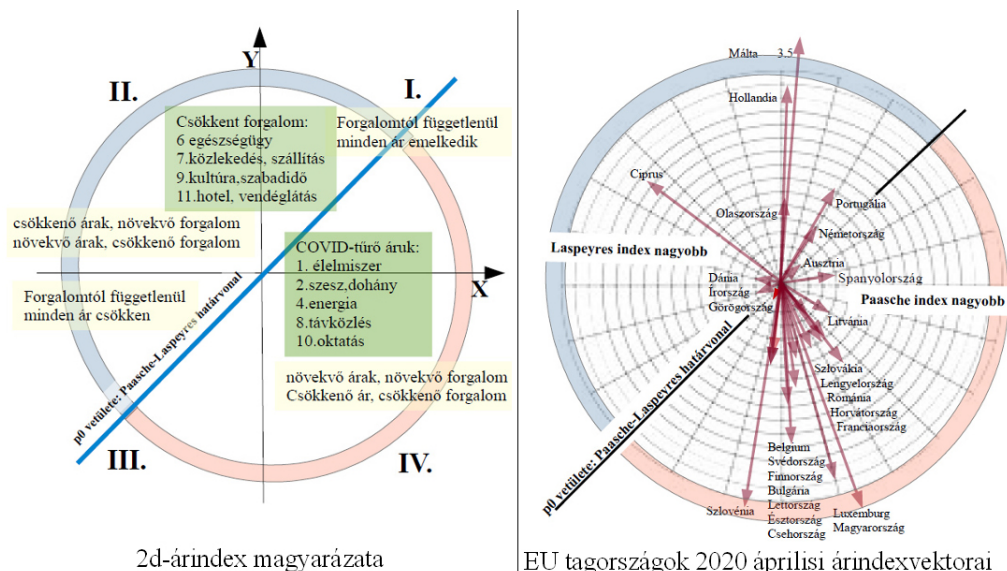 Y
II.
I.
Csökkent forgalom:
6 egészségügy
7.közlekedés, szállítás
9.kultúra,szabadidő
11.hotel, vendéglátás
Forgalomtól függetlenül
minden ár emelkedik
csökkenő árak, növekvő forgalom
növekvő árak, csökkenő forgalom
COVID-tűrő áruk:
1. élelmiszer
2.szesz,dohány
4.energia
8.távközlés
10.oktatás
X
Forgalomtól függetlenül
minden ár csökken
p0 vetülete: Paasche-Laspeyres határvonal
növekvő árak, növekvő forgalom
Csökkenő ár, csökkenő forgalom
III.
IV.
2d-árindex magyarázata
Málta 3.5
Hollandia
Ciprus
Olaszország
Portugália
Németország
Laspeyres index nagyobb
Ausztria
Spanyolország
Dánia
Írország
Görögország
Paasche index nagyobb
Litvánia
p0 vetülete: Paasche-Laspeyres határvonal
Szlovákia
Lengyelország
Románia
Horvátország
Franciaország
Belgium
Svédország
Finnország
Bulgária
Lettország
Észtország
Csehország
Szlovénia
Luxemburg
Magyarország
EU tagországok 2020 áprilisi árindexvektorai